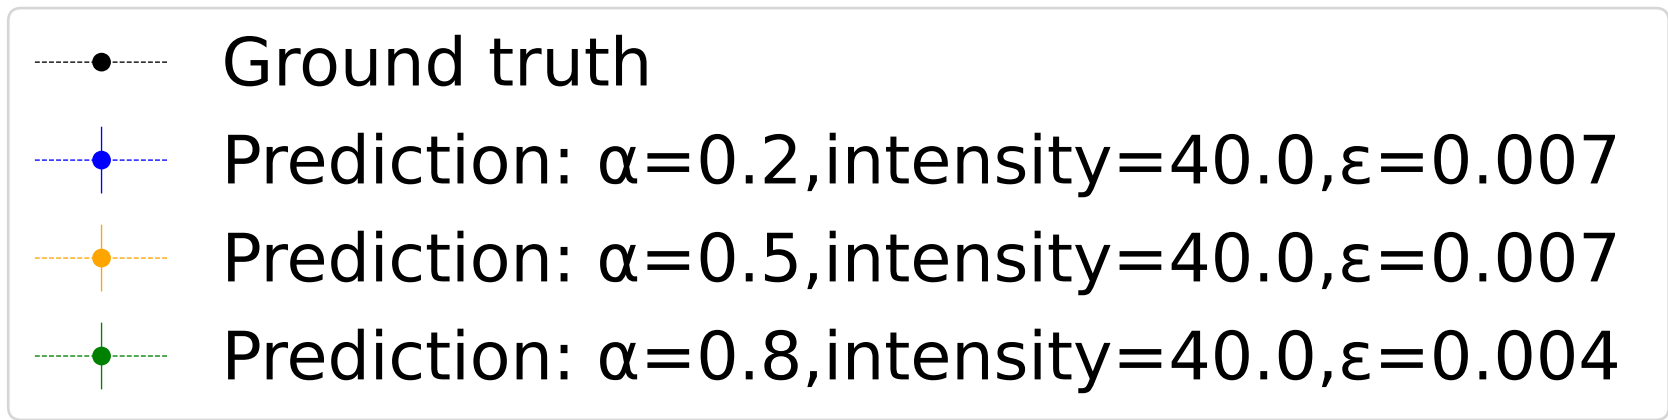 Ground truth
Prediction: α=0.2,intensity=40.0,ε=0.007
Prediction: α=0.5,intensity=40.0,ε=0.007
Prediction: α=0.8,intensity=40.0,ε=0.004